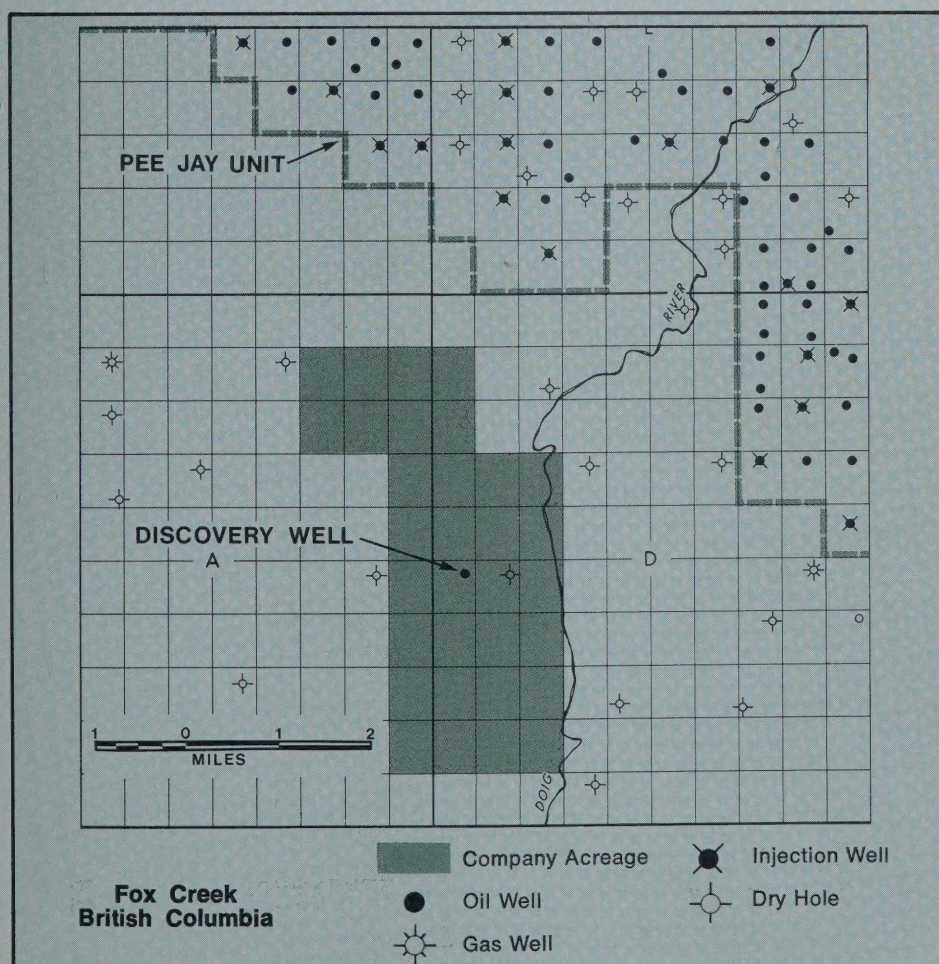 L
PEE JAY UNIT
RIVER
DISCOVERY WELL
A
D
1 0 1 2
MILES
DOIG
Company Acreage
Injection Well
Fox Creek
British Columbia
Oil Well
Dry Hole
Gas Well